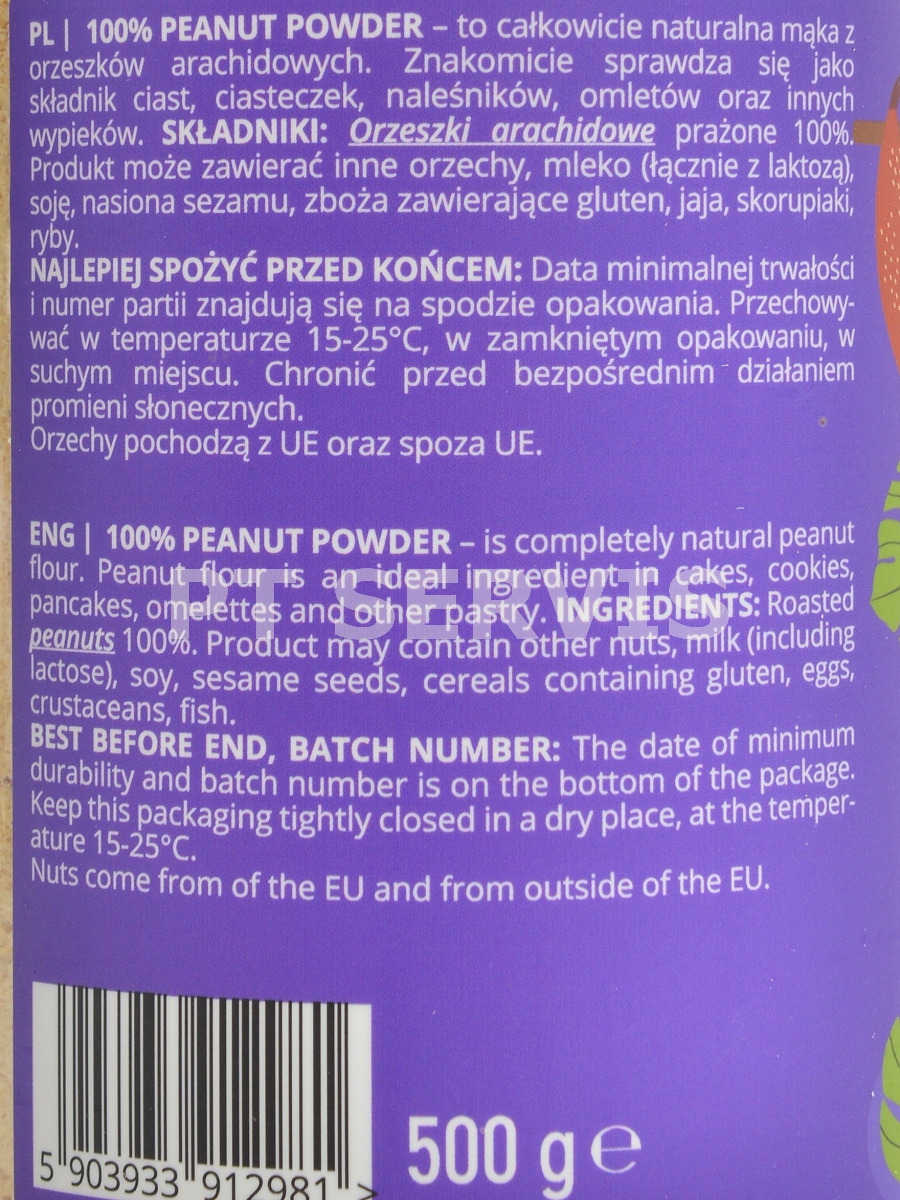 PL | 100% PEANUT POWDER – to całkowicie naturalna mąka z
orzeszków arachidowych. Znakomicie sprawdza się jako
składnik ciast, ciasteczek, naleśników, omletów oraz innych
wypieków. SKŁADNIKI: Orzeszki arachidowe prażone 100%.
Produkt może zawierać inne orzechy, mleko (łącznie z laktozą),
soję, nasiona sezamu, zboża zawierające gluten, jaja, skorupiaki,
ryby.
NAJLEPIEJ SPOŻYĆ PRZED KOŃCEM: Data minimalnej trwałości
i numer partii znajdują się na spodzie opakowania. Przechowy-
wać w temperaturze 15-25°C, w zamkniętym opakowaniu, w
suchym miejscu. Chronić przed bezpośrednim działaniem
promieni słonecznych.
Orzechy pochodzą z UE oraz spoza UE.
ENG | 100% PEANUT POWDER – is completely natural peanut
flour. Peanut flour is an ideal ingredient in cakes, cookies,
PT SERVIS
pancakes, omelettes and other pastry. INGREDIENTS: Roasted
peanuts 100%. Product may contain other nuts, milk (including
lactose), soy, sesame seeds, cereals containing gluten, eggs,
crustaceans, fish.
BEST BEFORE END, BATCH NUMBER: The date of minimum
durability and batch number is on the bottom of the package.
Keep this packaging tightly closed in a dry place, at the temper-
ature 15-25°C.
Nuts come from of the EU and from outside of the EU.
5 903933 912981 >
500 g ℮